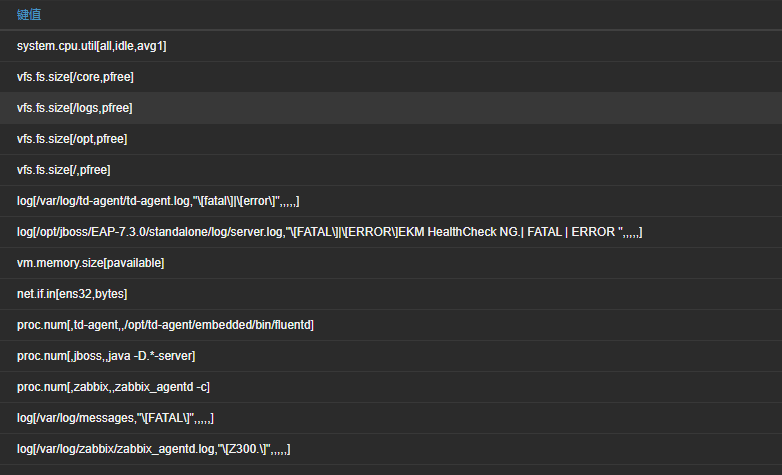 键值
system.cpu.util[all,idle,avg1]
vfs.fs.size[/core,pfree]
vfs.fs.size[/logs,pfree]
vfs.fs.size[/opt,pfree]
vfs.fs.size[/,pfree]
log[/var/log/td-agent/td-agent.log,"\[fatal\]|\[error\]",,,,,]
log[/opt/jboss/EAP-7.3.0/standalone/log/server.log,"\[FATAL\]|\[ERROR\]EKM HealthCheck NG.| FATAL | ERROR ",,,,,]
vm.memory.size[pavailable]
net.if.in[ens32,bytes]
proc.num[,td-agent,,/opt/td-agent/embedded/bin/fluentd]
proc.num[,jboss,,java -D.*-server]
proc.num[,zabbix,,zabbix_agentd -c]
log[/var/log/messages,"\[FATAL\]",,,,,]
log[/var/log/zabbix/zabbix_agentd.log,"\[Z300.\]",,,,,]